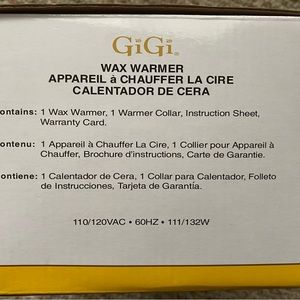 GiGi
WAX WARMER
APPAREIL à CHAUFFER LA CIRE
CALENTADOR DE CERA
ontains: 1 Wax Warmer, 1 Warmer Collar, Instruction Sheet,
Warranty Card.
ontenu: 1 Appareil à Chauffer La Cire, 1 Collier pour Appareil à
Chauffer, Brochure d'instructions, Carte de Garantie.
ontiene: 1 Calentador de Cera, 1 Collar para Calentador, Folleto
de Instrucciones, Tarjeta de Garantía.
110/120VAC • 60HZ • 111/132W